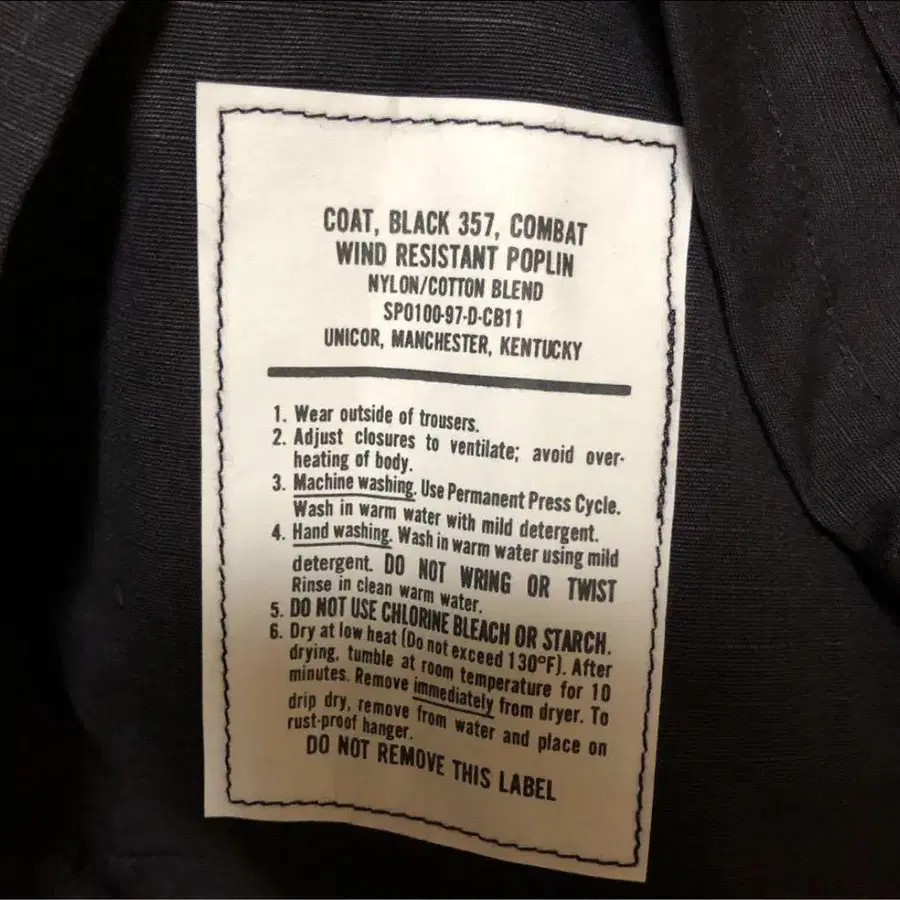 COAT, BLACK 357, COMBAT
WIND RESISTANT POPLIN
NYLON/COTTON BLEND
SPO100-97-D-CB11
UNICOR, MANCHESTER, KENTUCKY
1. Wear outside of trousers.
2. Adjust closures to ventilate; avoid over-
heating of body.
3. Machine washing. Use Permanent Press Cycle.
Wash in warm water with mild detergent.
4. Hand washing. Wash in warm water using mild
detergent. DO NOT WRING OR TWIST
Rinse in clean warm water.
5. DO NOT USE CHLORINE BLEACH OR STARCH.
6. Dry at low heat (Do not exceed 130°F). After
drying, tumble at room temperature for 10
minutes. Remove immediately from dryer. To
drip dry, remove from water and place on
rust-proof hanger.
DO NOT REMOVE THIS LABEL